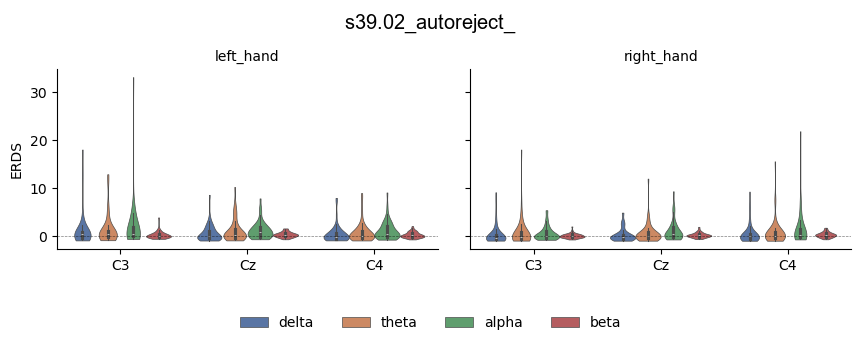 s39.02_autoreject_
left_hand
right_hand
ERDS
30
20
10
0
C3 Cz C4
C3 Cz C4
delta theta alpha beta